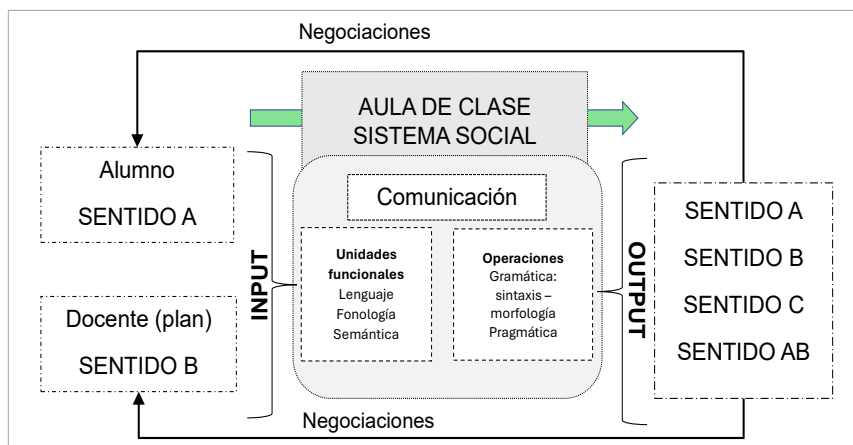 Negociaciones
AULA DE CLASE
SISTEMA SOCIAL
Alumno
SENTIDO A
Docente (plan)
SENTIDO B
INPUT
Comunicación
Unidades
funcionales
Lenguaje
Fonología
Semántica
Operaciones
Gramática:
sintaxis –
morfología
Pragmática
OUTPUT
SENTIDO A
SENTIDO B
SENTIDO C
SENTIDO AB
Negociaciones